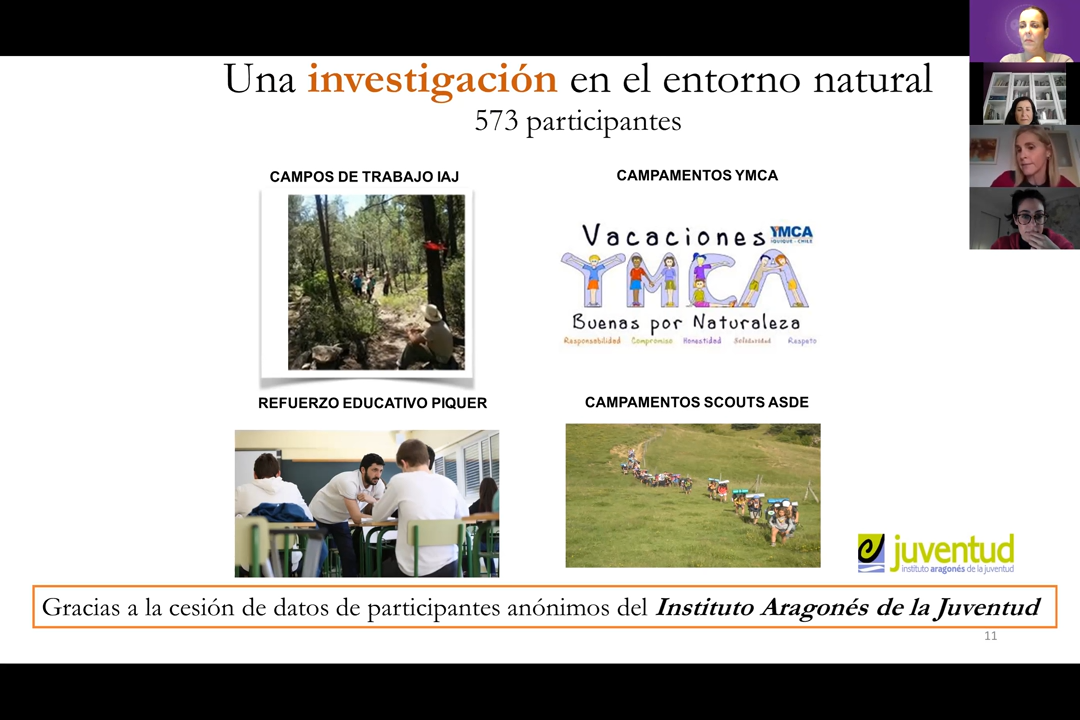 Una investigación en el entorno natural
573 participantes
CAMPOS DE TRABAJO IAJ
CAMPAMENTOS YMCA
Vacaciones YMCA
IQUIQUE - CHILE
YMCA
Buenas por Naturaleza
Responsabilidad Compromiso Honestidad Solidaridad Respeto
REFUERZO EDUCATIVO PIQUER
CAMPAMENTOS SCOUTS ASDE
juventud
instituto aragonés de la juventud
Gracias a la cesión de datos de participantes anónimos del Instituto Aragonés de la Juventud
11